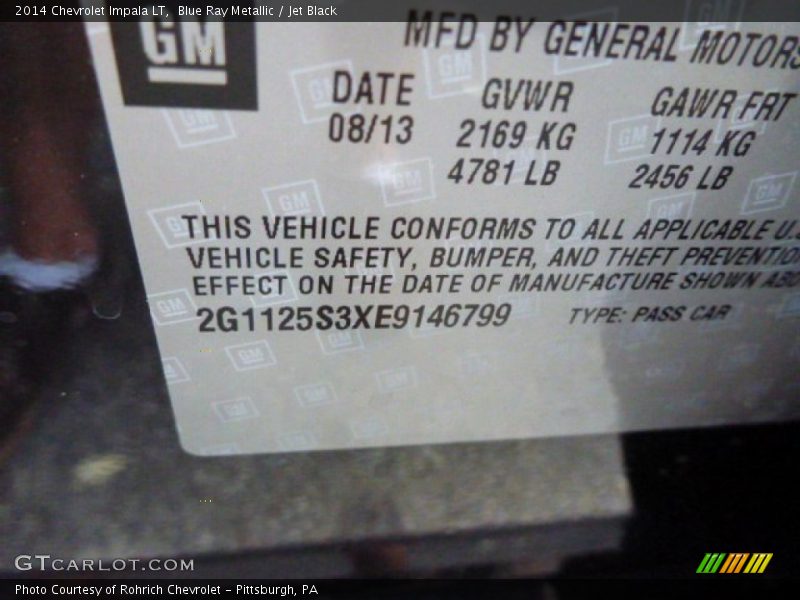 2014 Chevrolet Impala LT,  Blue Ray Metallic / Jet Black
GM
MFD BY GENERAL MOTORS
DATE GVWR GAWR FRT
08/13 2169 KG 1114 KG
4781 LB 2456 LB
THIS VEHICLE CONFORMS TO ALL APPLICABLE U.S
VEHICLE SAFETY, BUMPER, AND THEFT PREVENTIO
EFFECT ON THE DATE OF MANUFACTURE SHOWN ABO
2G1125S3XE9146799 TYPE: PASS CAR
GTCARLOT.COM
Photo Courtesy of Rohrich Chevrolet – Pittsburgh, PA